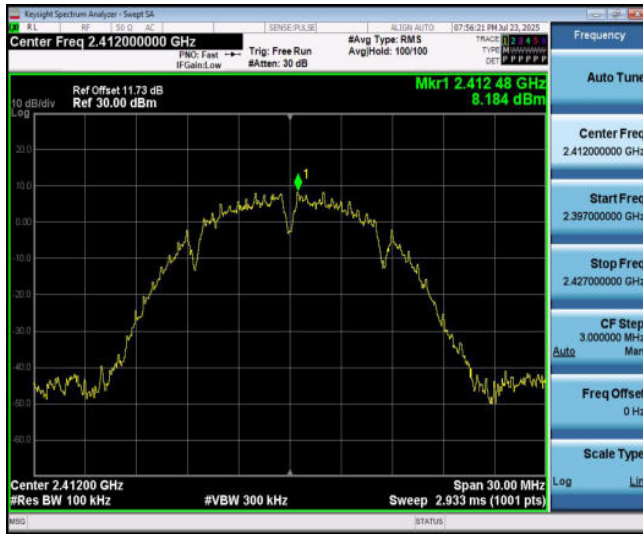 Keysight Spectrum Analyzer - Swept SA
RL RF 50 Ω AC SENSE:PULSE ALIGN AUTO 07:56:21 PM Jul 23, 2025
Center Freq 2.412000000 GHz
PNO: Fast
IFGain:Low
Trig: Free Run
#Atten: 30 dB
#Avg Type: RMS
Avg|Hold: 100/100
TRACE 1 2 3 4 5 6
TYPE M
DET P P P P P P
Ref Offset 11.73 dB
Ref 30.00 dBm
10 dB/div
Log
Mkr1 2.412 48 GHz
8.184 dBm
1
20.0
10.0
0.00
-10.0
-20.0
-30.0
-40.0
-50.0
-60.0
Center 2.41200 GHz
Span 30.00 MHz
#Res BW 100 kHz
#VBW 300 kHz
Sweep 2.933 ms (1001 pts)
MSG
STATUS
Frequency
Auto Tune
Center Freq
2.412000000 GHz
Start Freq
2.397000000 GHz
Stop Freq
2.427000000 GHz
CF Step
3.000000 MHz
Auto Man
Freq Offset
0 Hz
Scale Type
Log Lin